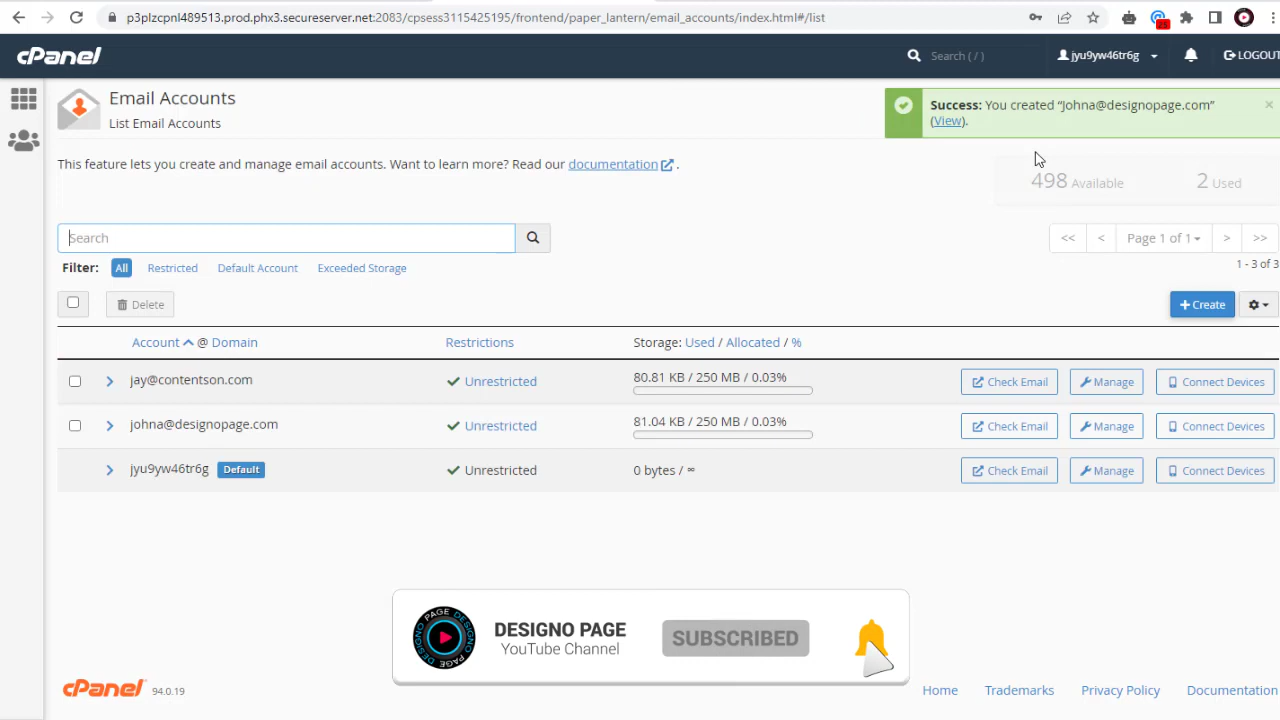 p3plzcpnl489513.prod.phx3.secureserver.net:2083/cpsess3115425195/frontend/paper_lantern/email_accounts/index.html#/list
cPanel
Search ( / )
jyu9yw46tr6g
LOGOUT
Email Accounts
List Email Accounts
Success: You created “Johna@designopage.com”
(View).
×
This feature lets you create and manage email accounts. Want to learn more? Read our documentation .
498 Available
2 Used
Search
<< < Page 1 of 1 > >>
Filter: All Restricted Default Account Exceeded Storage
1 - 3 of 3
Delete
+ Create
Account @ Domain
Restrictions
Storage: Used / Allocated / %
jay@contentson.com
Unrestricted
80.81 KB / 250 MB / 0.03%
Check Email
Manage
Connect Devices
johna@designopage.com
Unrestricted
81.04 KB / 250 MB / 0.03%
Check Email
Manage
Connect Devices
jyu9yw46tr6g Default
Unrestricted
0 bytes / ∞
Check Email
Manage
Connect Devices
DESIGNO PAGE
YouTube Channel
SUBSCRIBED
cPanel 94.0.19
Home
Trademarks
Privacy Policy
Documentation